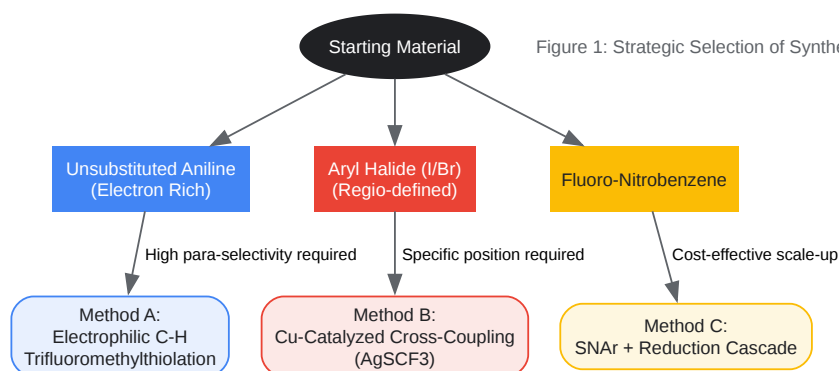 Starting Material
Figure 1: Strategic Selection of Synthe
Unsubstituted Aniline
(Electron Rich)
Aryl Halide (I/Br)
(Regio-defined)
Fluoro-Nitrobenzene
High para-selectivity required
Specific position required
Cost-effective scale-up
Method A:
Electrophilic C-H
Trifluoromethylthiolation
Method B:
Cu-Catalyzed Cross-Coupling
(AgSCF3)
Method C:
SNAr + Reduction Cascade